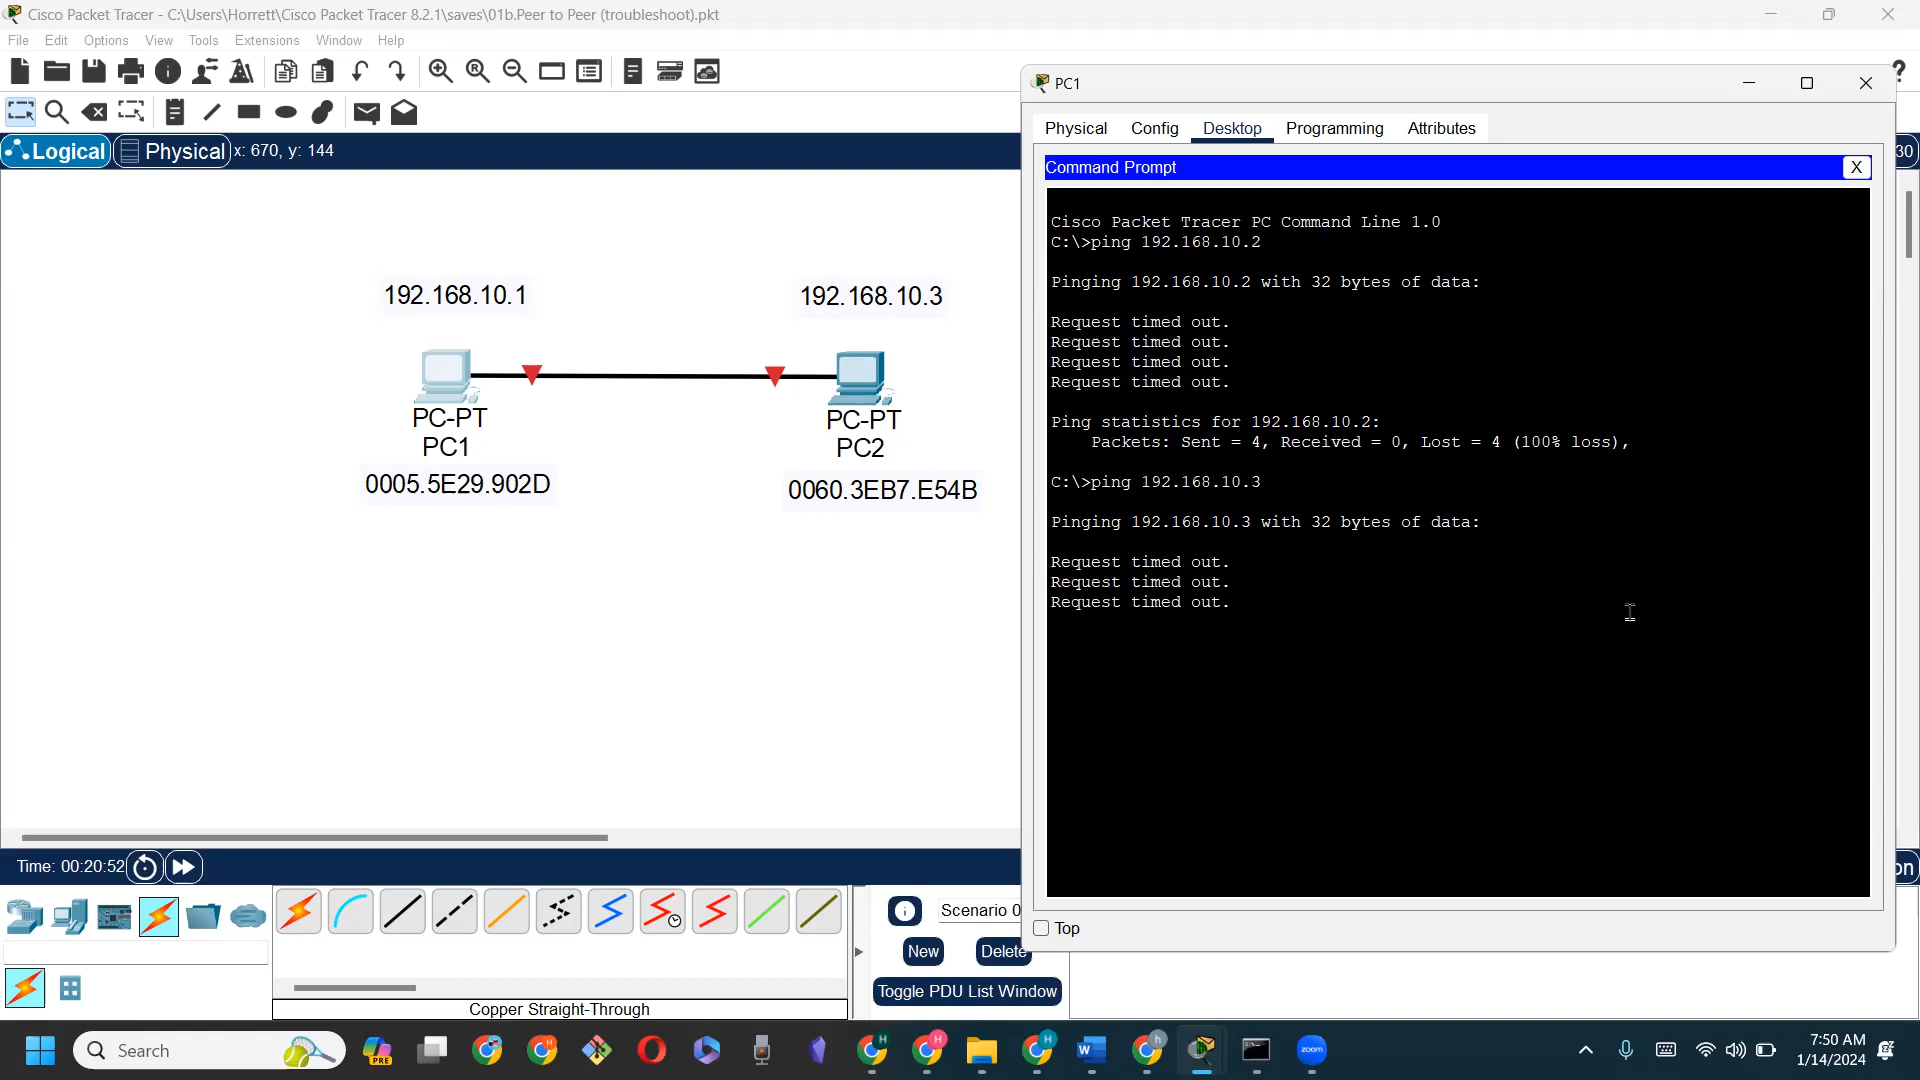 Cisco Packet Tracer - C:\Users\Horrett\Cisco Packet Tracer 8.2.1\saves\01b.Peer to Peer (troubleshoot).pkt
File Edit Options View Tools Extensions Window Help
?
PC1
Physical Config Desktop Programming Attributes
Logical Physical x: 670, y: 144
30
Command Prompt
X
Cisco Packet Tracer PC Command Line 1.0
C:\>ping 192.168.10.2
Pinging 192.168.10.2 with 32 bytes of data:
Request timed out.
Request timed out.
Request timed out.
Request timed out.
Ping statistics for 192.168.10.2:
Packets: Sent = 4, Received = 0, Lost = 4 (100% loss),
C:\>ping 192.168.10.3
Pinging 192.168.10.3 with 32 bytes of data:
Request timed out.
Request timed out.
Request timed out.
Top
192.168.10.1
192.168.10.3
PC-PT
PC1
0005.5E29.902D
PC-PT
PC2
0060.3EB7.E54B
Time: 00:20:52
on
Scenario 0
New Delete
Toggle PDU List Window
Copper Straight-Through
Search
PRE
zoom
7:50 AM
1/14/2024